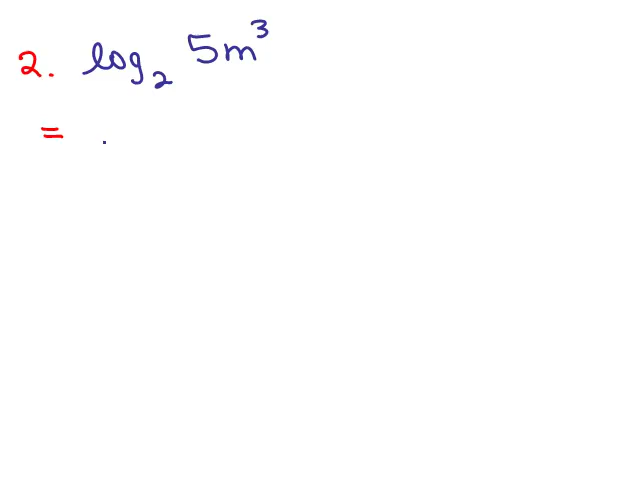 2. log₂ 5m³
= .